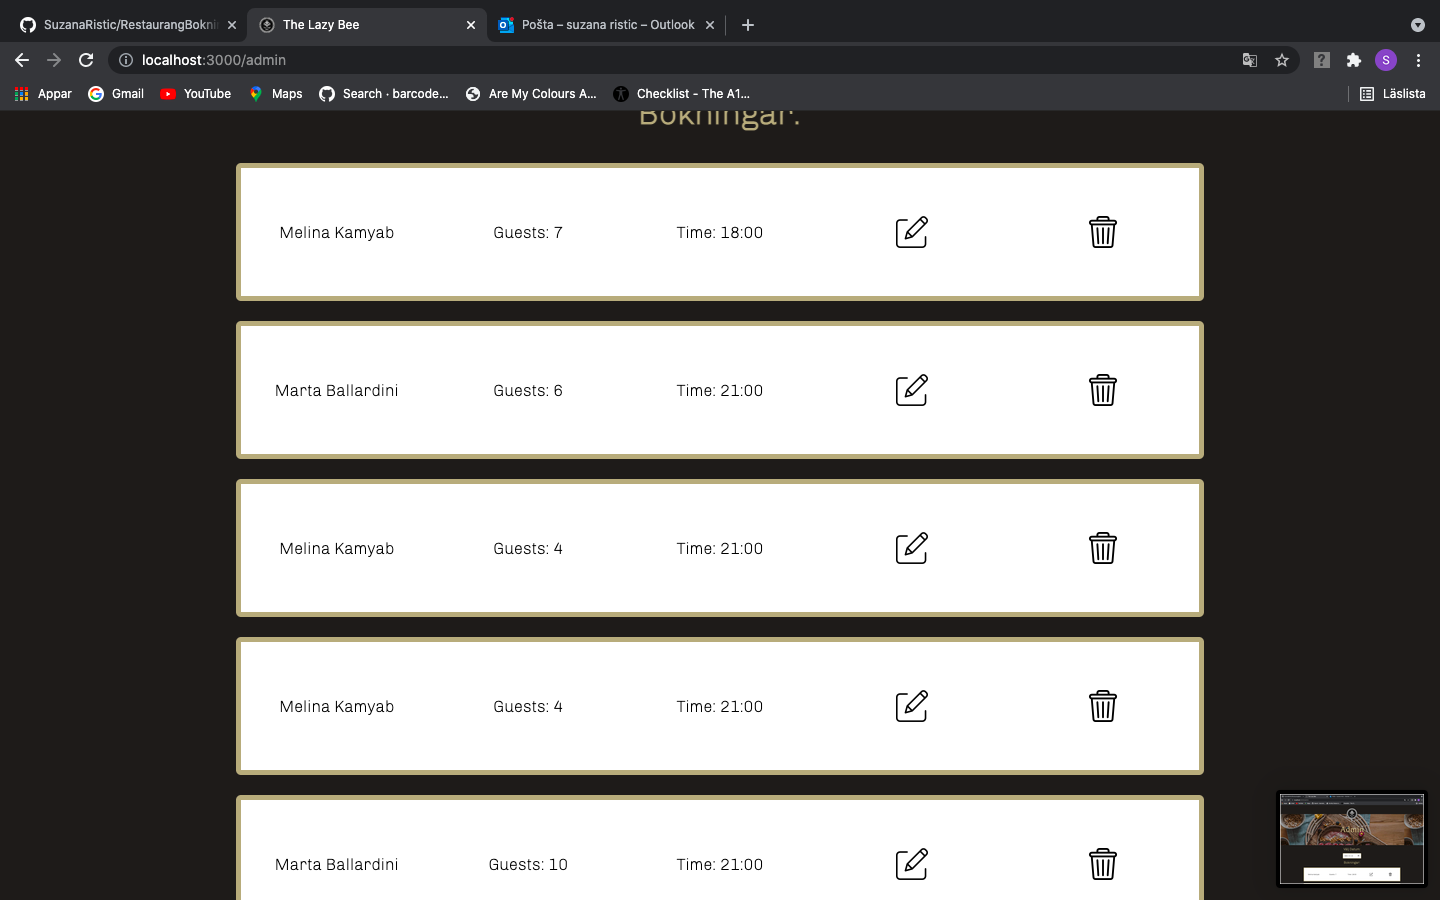 SuzanaRistic/RestaurangBoknin
The Lazy Bee
Pošta – suzana ristic – Outlook
localhost:3000/admin
S
Appar
Gmail
YouTube
Maps
Search · barcode...
Are My Colours A...
Checklist - The A1...
Läslista
Bokningar:
Melina Kamyab
Guests: 7
Time: 18:00
Marta Ballardini
Guests: 6
Time: 21:00
Melina Kamyab
Guests: 4
Time: 21:00
Melina Kamyab
Guests: 4
Time: 21:00
Marta Ballardini
Guests: 10
Time: 21:00
Admin